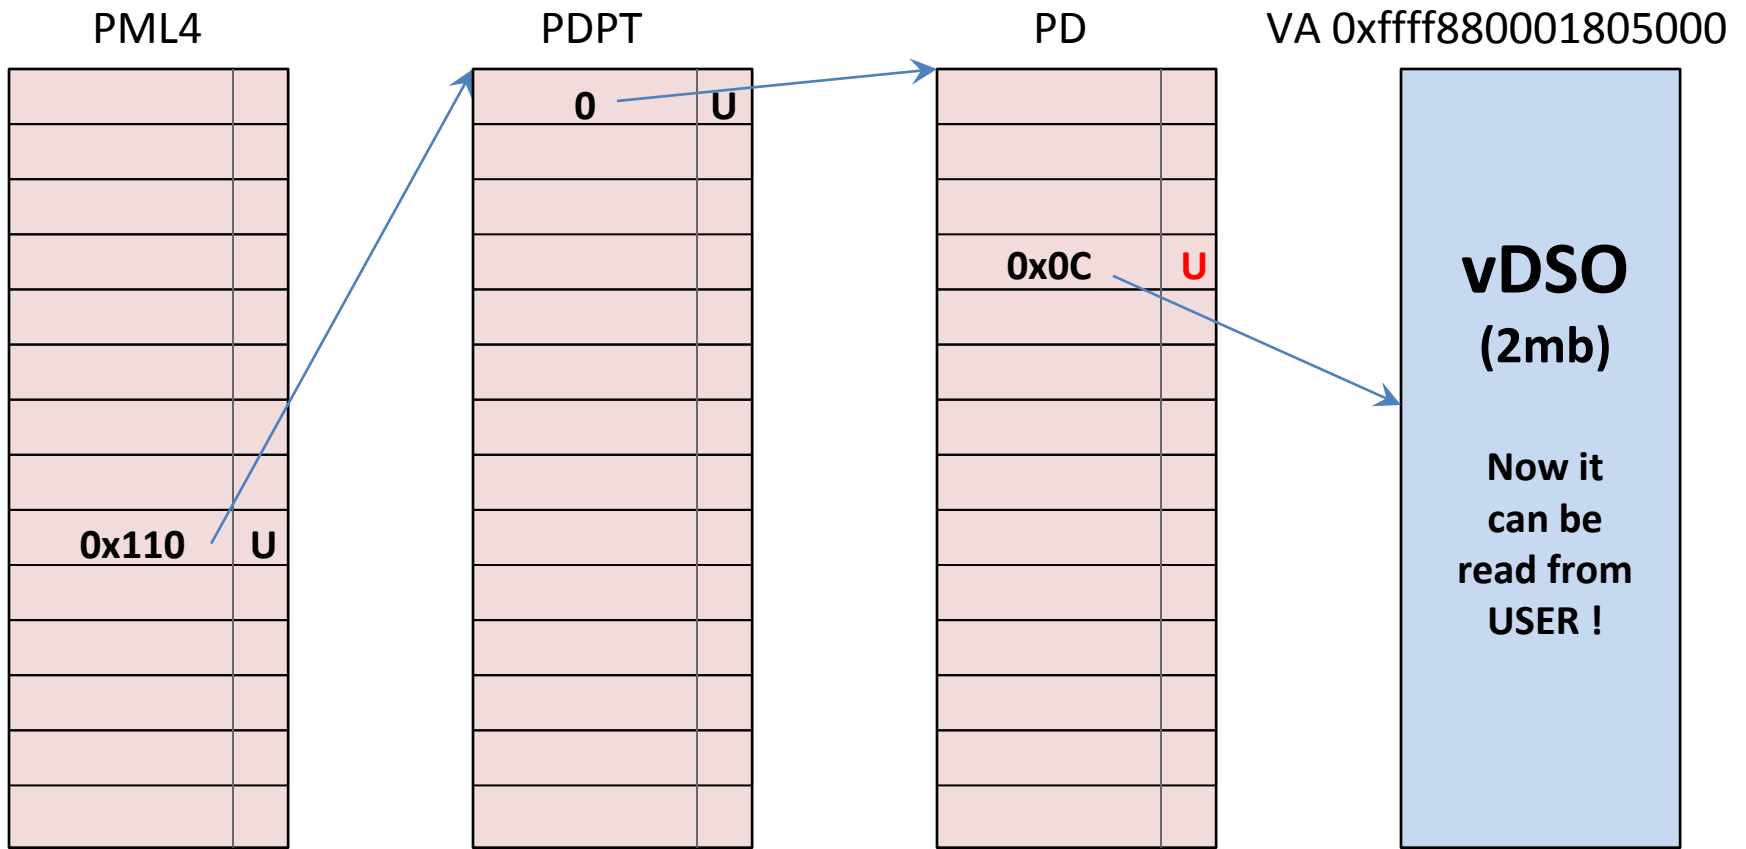 PML4
PDPT
PD
VA 0xffff880001805000
0 U
0x0C U
0x110 U
vDSO
(2mb)
Now it
can be
read from
USER !